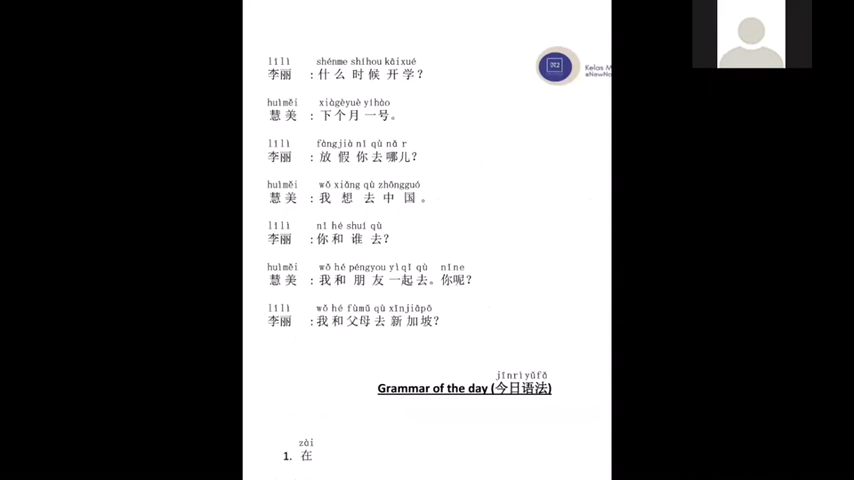 lìlì shénme shíhou kāixué
李丽 : 什么时候开学？
huìměi xiàgèyuè yīhào
慧美 : 下个月一号。
lìlì fàngjià nǐ qù nǎ r
李丽 : 放假你去哪儿？
huìměi wǒ xiǎng qù zhōngguó
慧美 : 我想去中国。
lìlì nǐ hé shuí qù
李丽 : 你和谁去？
huìměi wǒ hé péngyou yìqǐ qù nǐne
慧美 : 我和朋友一起去。你呢？
lìlì wǒ hé fùmǔ qù xīnjiāpō
李丽 : 我和父母去新加坡？
jīnrìyǔfǎ
Grammar of the day (今日语法)
zài
1. 在
Kelas M